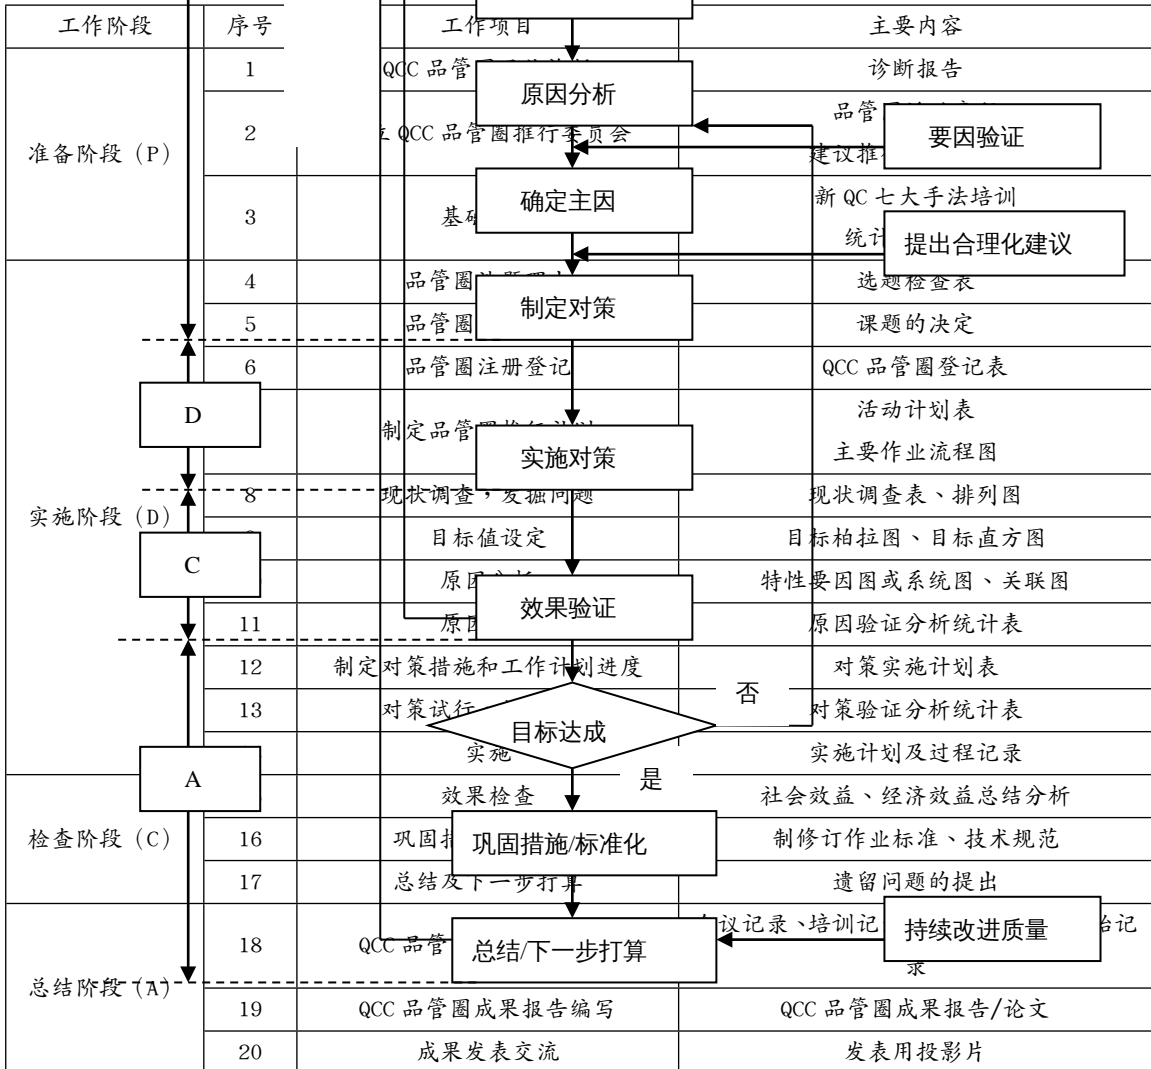 工作阶段 序号 工作项目 主要内容
1 QCC 品管 诊断报告
原因分析
准备阶段（P）
2 QCC 品管圈推行委员会 品管
建议推
要因验证
确定主因
3 基 新 QC 七大手法培训
统计
提出合理化建议
4 品管圈 选题检查表
制定对策
5 品管圈 课题的决定
6 品管圈注册登记 QCC 品管圈登记表
D
制定品管 活动计划表
主要作业流程图
实施对策
实施阶段（D）
8 现状调查，发掘问题 现状调查表、排列图
目标值设定 目标柏拉图、目标直方图
C
原因分析 特性要因图或系统图、关联图
效果验证
11 原因 原因验证分析统计表
12 制定对策措施和工作计划进度 对策实施计划表
否
13 对策试行 对策验证分析统计表
目标达成
实施 实施计划及过程记录
A
是
效果检查 社会效益、经济效益总结分析
检查阶段（C）
16 巩固措 制修订作业标准、技术规范
巩固措施/标准化
17 总结及下一步打算 遗留问题的提出
总结阶段（A）
18 QCC 品管 议记录、培训记 记
录
持续改进质量
总结/下一步打算
19 QCC 品管圈成果报告编写 QCC 品管圈成果报告/论文
20 成果发表交流 发表用投影片